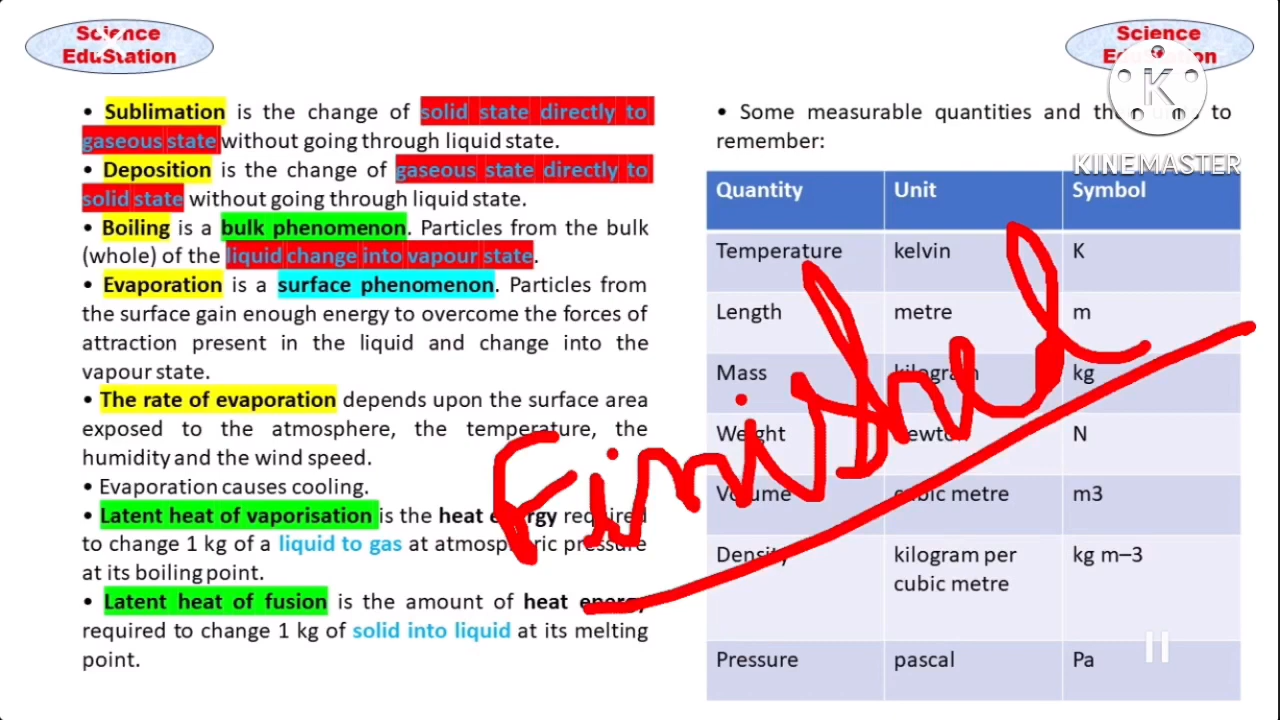 Science
EduStation
• Sublimation is the change of solid state directly to
gaseous state without going through liquid state.
• Deposition is the change of gaseous state directly to
solid state without going through liquid state.
• Boiling is a bulk phenomenon. Particles from the bulk
(whole) of the liquid change into vapour state.
• Evaporation is a surface phenomenon. Particles from
the surface gain enough energy to overcome the forces of
attraction present in the liquid and change into the
vapour state.
• The rate of evaporation depends upon the surface area
exposed to the atmosphere, the temperature, the
humidity and the wind speed.
• Evaporation causes cooling.
• Latent heat of vaporisation is the heat energy required
to change 1 kg of a liquid to gas at atmospheric pressure
at its boiling point.
• Latent heat of fusion is the amount of heat energy
required to change 1 kg of solid into liquid at its melting
point.
Science
EduStation
K
KINEMASTER
• Some measurable quantities and their units to
remember:
Quantity Unit Symbol
Temperature kelvin K
Length metre m
Mass kilogram kg
Weight newton N
Volume cubic metre m3
Density kilogram per cubic metre kg m–3
Pressure pascal Pa
Finished